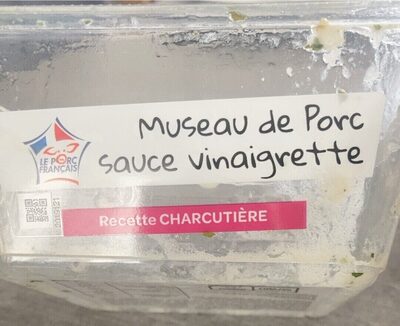 Museau de Porc
sauce vinaigrette
LE PORC
FRANÇAIS
Recette CHARCUTIÈRE